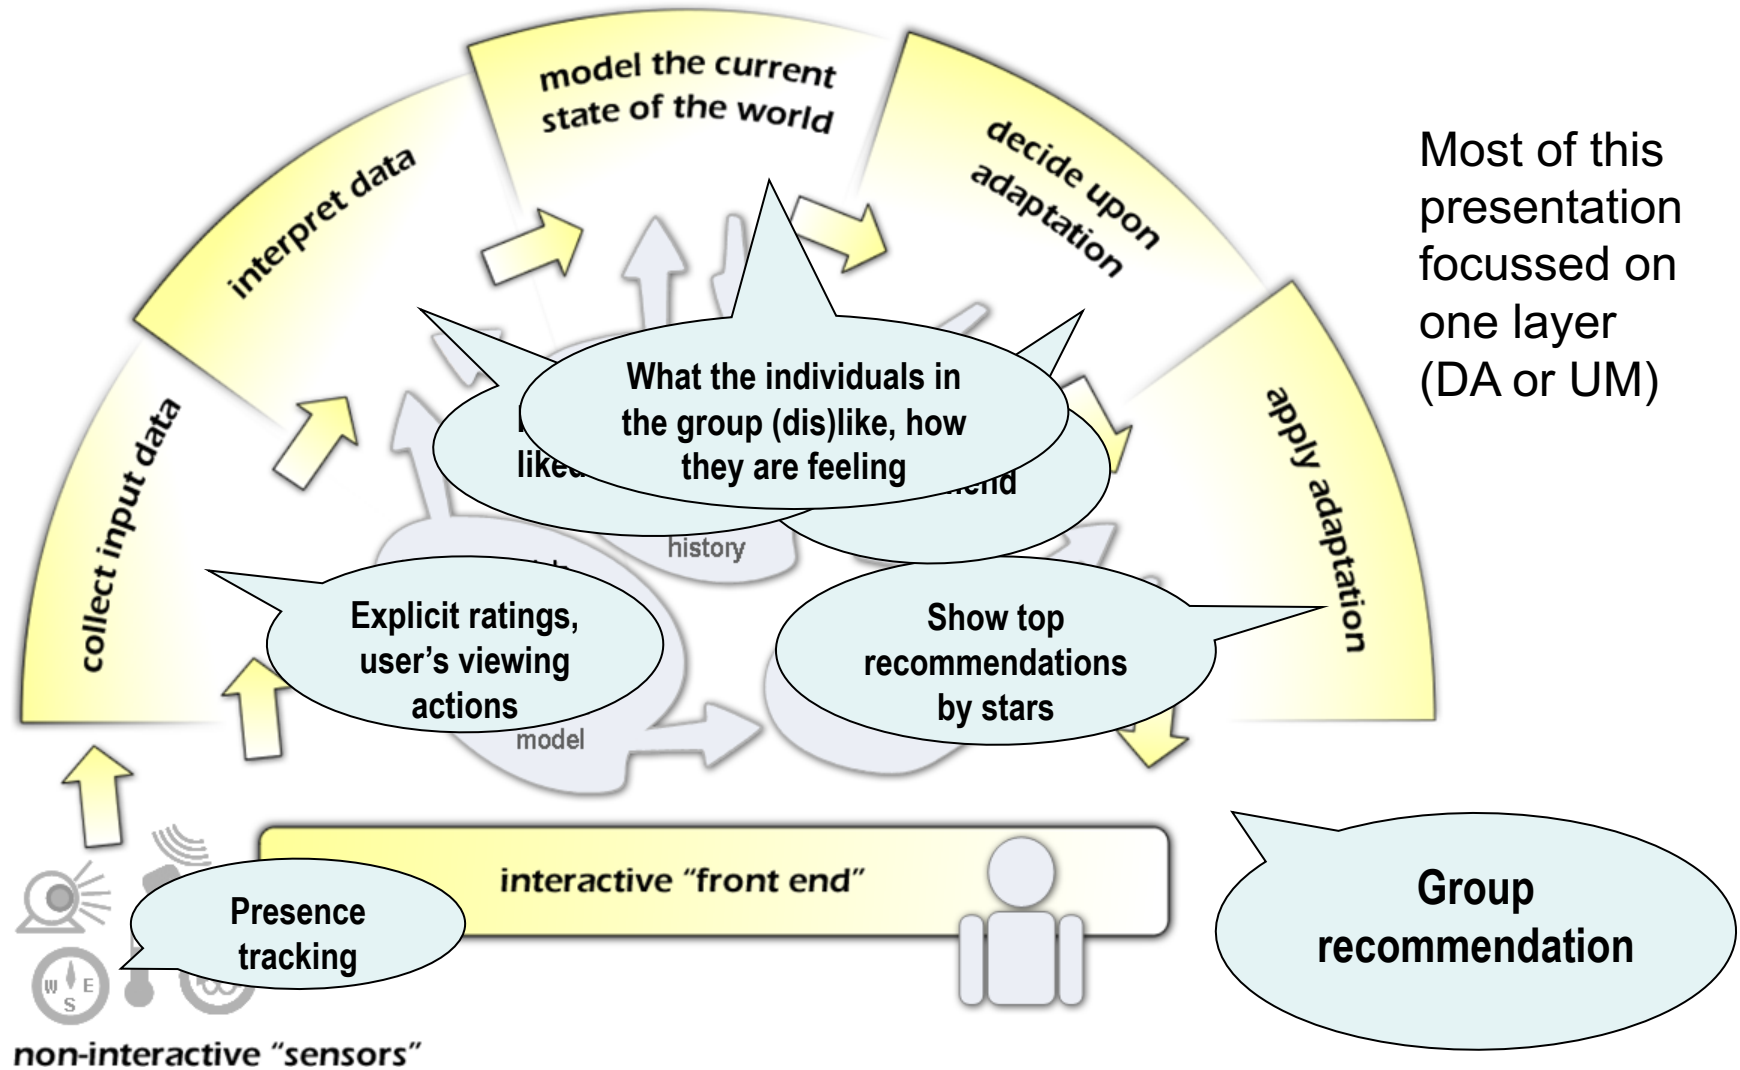 model the current
state of the world
decide upon
adaptation
interpret data
collect input data
apply adaptation
Most of this
presentation
focussed on
one layer
(DA or UM)
What the individuals in
the group (dis)like, how
they are feeling
history
Explicit ratings,
user’s viewing
actions
model
Show top
recommendations
by stars
interactive “front end”
Presence
tracking
Group
recommendation
W E
S
non-interactive “sensors”